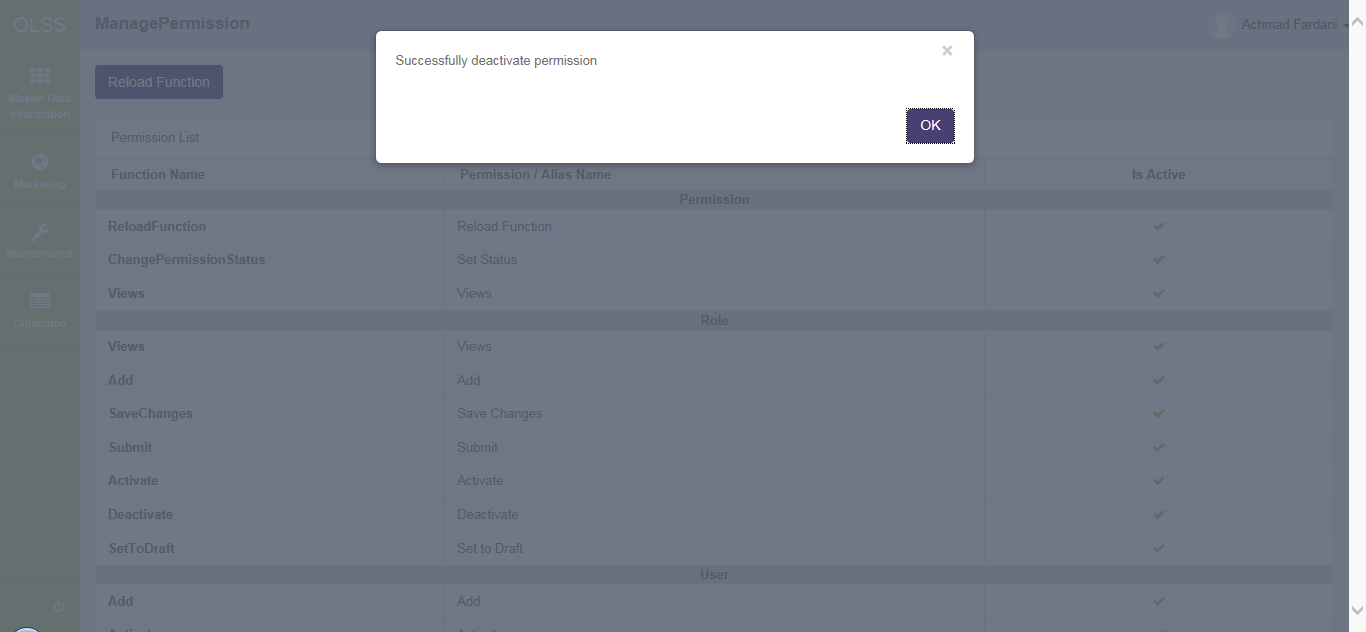 OLSS
ManagePermission
Achmad Fardani
Successfully deactivate permission
×
OK
Reload Function
Master Data
Information
Marketing
Maintenance
Collection
Permission List
Function Name Permission / Alias Name Is Active
Permission
ReloadFunction Reload Function
ChangePermissionStatus Set Status
Views Views
Role
Views Views
Add Add
SaveChanges Save Changes
Submit Submit
Activate Activate
Deactivate Deactivate
SetToDraft Set to Draft
User
Add Add